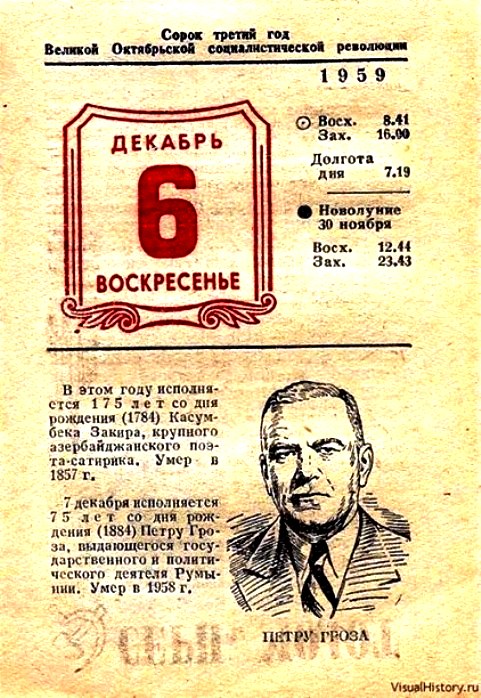 Сорок третий год
Великой Октябрьской социалистической революции
1959
ДЕКАБРЬ
6
ВОСКРЕСЕНЬЕ
Восх. 8.41
Зах. 16.00
Долгота
дня 7.19
Новолуние
30 ноября
Восх. 12.44
Зах. 23.43
В этом году исполня-
ется 175 лет со дня
рождения (1784) Касум-
бека Закира, крупного
азербайджанского поэ-
та-сатирика. Умер в
1857 г.
7 декабря исполняется
75 лет со дня рож-
дения (1884) Петру Гро-
за, выдающегося госу-
дарственного и полити-
ческого деятеля Румы-
нии. Умер в 1958 г.
ПЕТРУ ГРОЗА
VisualHistory.ru